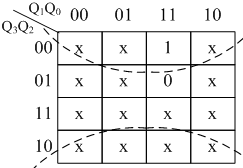 Q₁Q₀ 00 01 11 10
Q₃Q₂
00 x x 1 x
01 x x 0 x
11 x x x x
10 x x x x